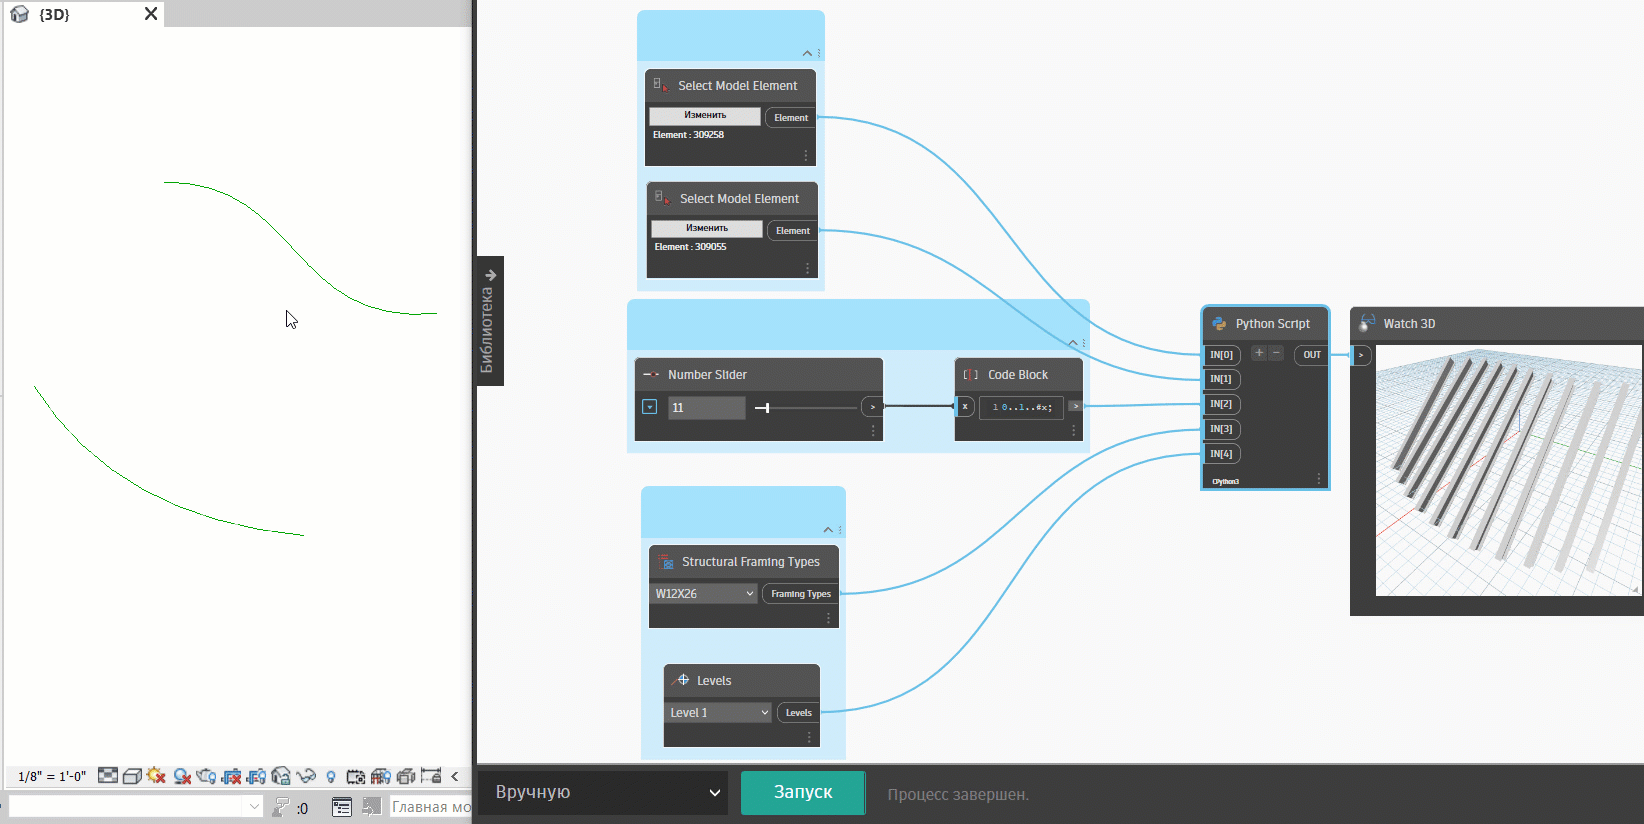 {3D}
1/8" = 1'-0"
:0
Главная мо
Библиотека
Select Model Element
Изменить
Element
Element : 309258
Select Model Element
Изменить
Element
Element : 309055
Number Slider
11
>
Code Block
x
1 0..1..#x;
>
Structural Framing Types
W12X26
Framing Types
Levels
Level 1
Levels
Python Script
IN[0]
+ −
OUT
IN[1]
IN[2]
IN[3]
IN[4]
CPython3
Watch 3D
>
Вручную
Запуск
Процесс завершен.